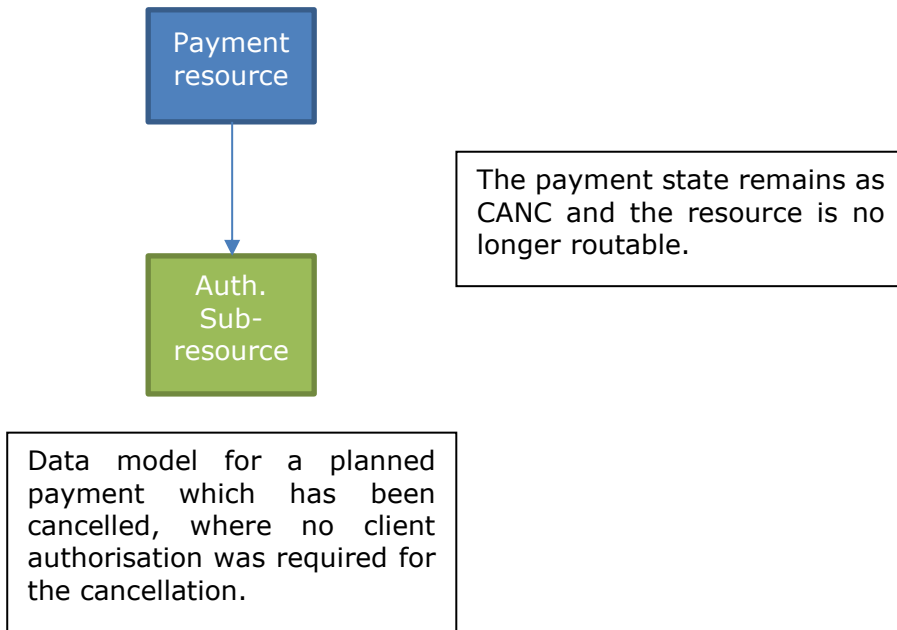 Payment
resource
The payment state remains as
CANC and the resource is no
longer routable.
Auth.
Sub-
resource
Data model for a planned
payment which has been
cancelled, where no client
authorisation was required for
the cancellation.